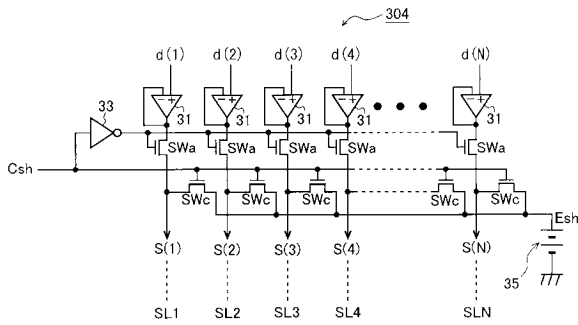 304
d(1) d(2) d(3) d(4) d(N)
33 31 31 31 31 31
SWa SWa SWa SWa SWa
Csh
SWc SWc SWc SWc SWc
Esh
S(1) S(2) S(3) S(4) S(N)
35
SL1 SL2 SL3 SL4 SLN